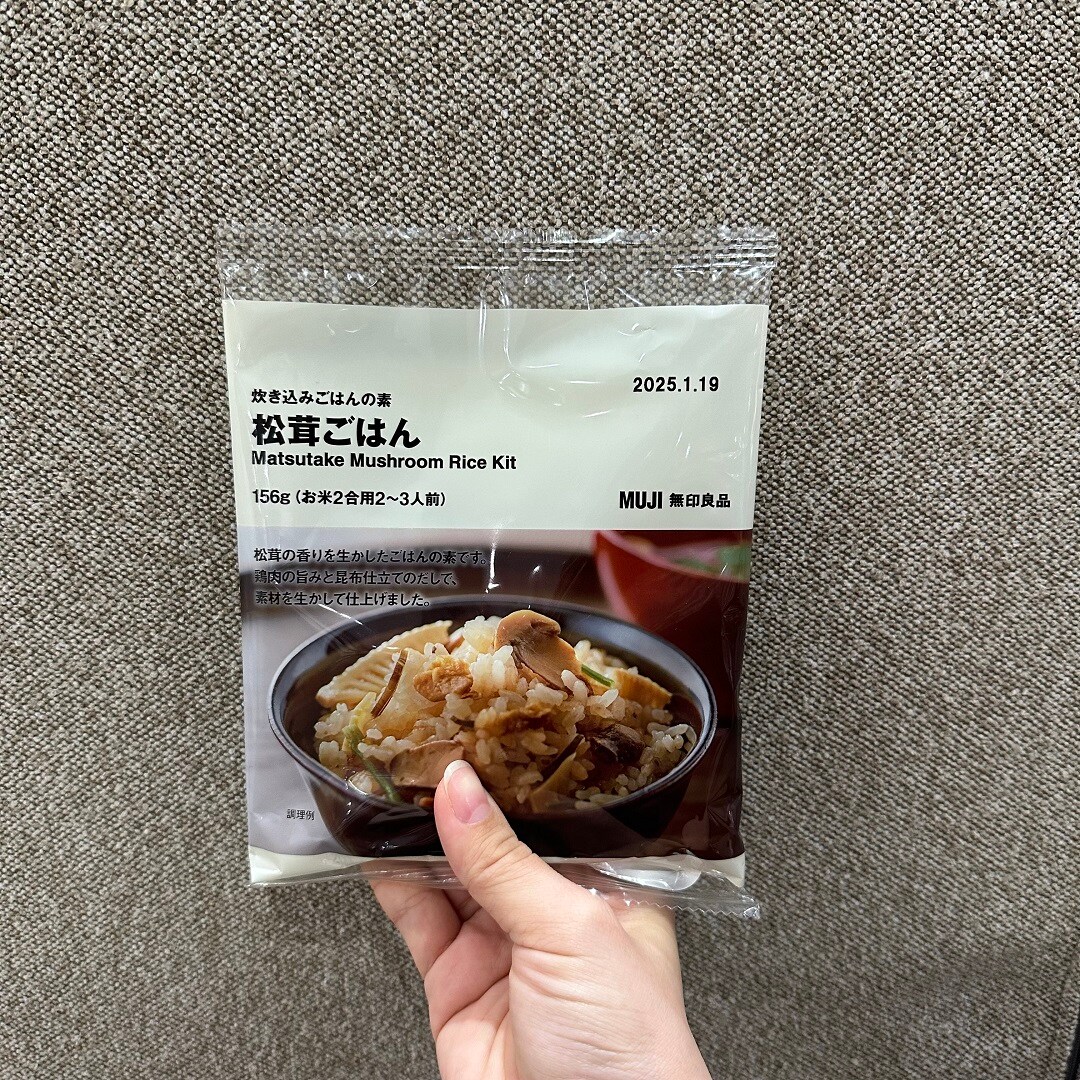 2025.1.19
炊き込みごはんの素
松茸ごはん
Matsutake Mushroom Rice Kit
156g（お米2合用2～3人前）
MUJI 無印良品
松茸の香りを生かしたごはんの素です。
鶏肉の旨みと昆布仕立てのだしで、
素材を生かして仕上げました。
調理例